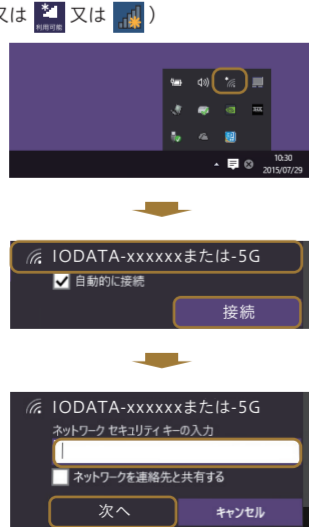 又は 利用可能 又は )
10:30
2015/07/29
IODATA-xxxxxxまたは-5G
自動的に接続
接続
IODATA-xxxxxxまたは-5G
ネットワーク セキュリティ キーの入力
ネットワークを連絡先と共有する
次へ キャンセル